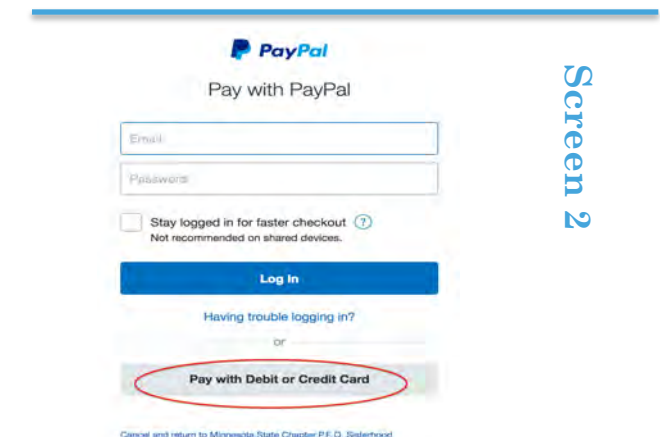 PayPal
Pay with PayPal
Email
Password
Stay logged in for faster checkout ?
Not recommended on shared devices.
Log In
Having trouble logging in?
or
Pay with Debit or Credit Card
Cancel and return to Minnesota State Chapter P.E.O. Sisterhood
Screen 2